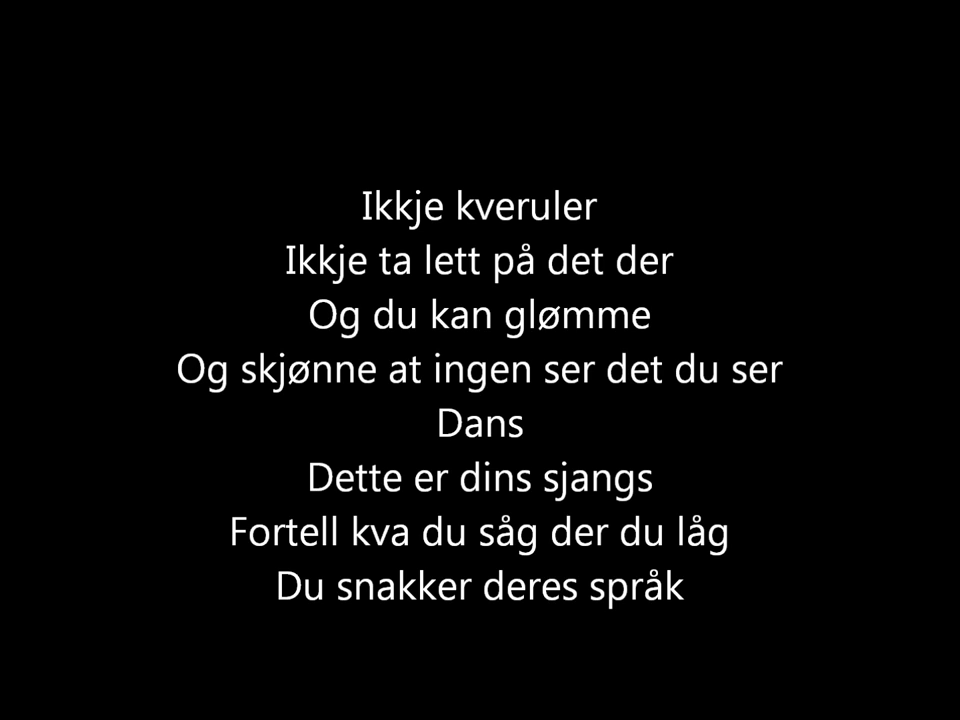 Ikkje kveruler
Ikkje ta lett på det der
Og du kan glømme
Og skjønne at ingen ser det du ser
Dans
Dette er dins sjangs
Fortell kva du såg der du låg
Du snakker deres språk